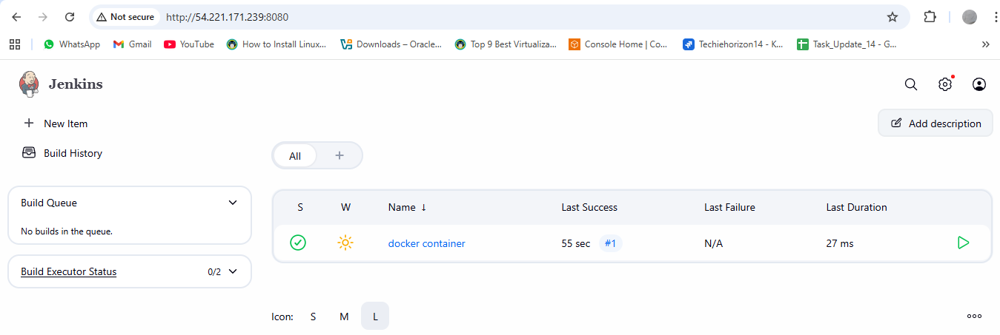 Not secure http://54.221.171.239:8080
WhatsApp Gmail YouTube How to Install Linux... Downloads – Oracle... Top 9 Best Virtualiza... Console Home | Co... Techiehorizon14 - K... Task_Update_14 - G...
Jenkins
New Item
Add description
Build History
All +
Build Queue
No builds in the queue.
Build Executor Status 0/2
S W Name ↓ Last Success Last Failure Last Duration
docker container 55 sec #1 N/A 27 ms
Icon: S M L